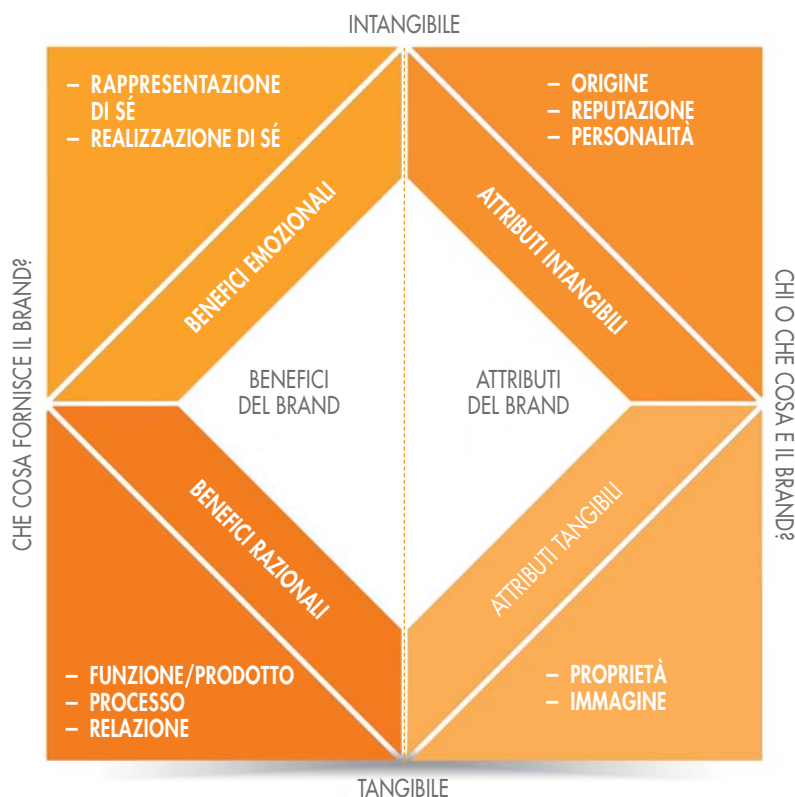 INTANGIBILE
– RAPPRESENTAZIONE
DI SÉ
– REALIZZAZIONE DI SÉ
– ORIGINE
– REPUTAZIONE
– PERSONALITÀ
BENEFICI EMOZIONALI
ATTRIBUTI INTANGIBILI
CHE COSA FORNISCE IL BRAND?
BENEFICI
DEL BRAND
ATTRIBUTI
DEL BRAND
CHI O CHE COSA E IL BRAND?
BENEFICI RAZIONALI
ATTRIBUTI TANGIBILI
– FUNZIONE/PRODOTTO
– PROCESSO
– RELAZIONE
– PROPRIETÀ
– IMMAGINE
TANGIBILE